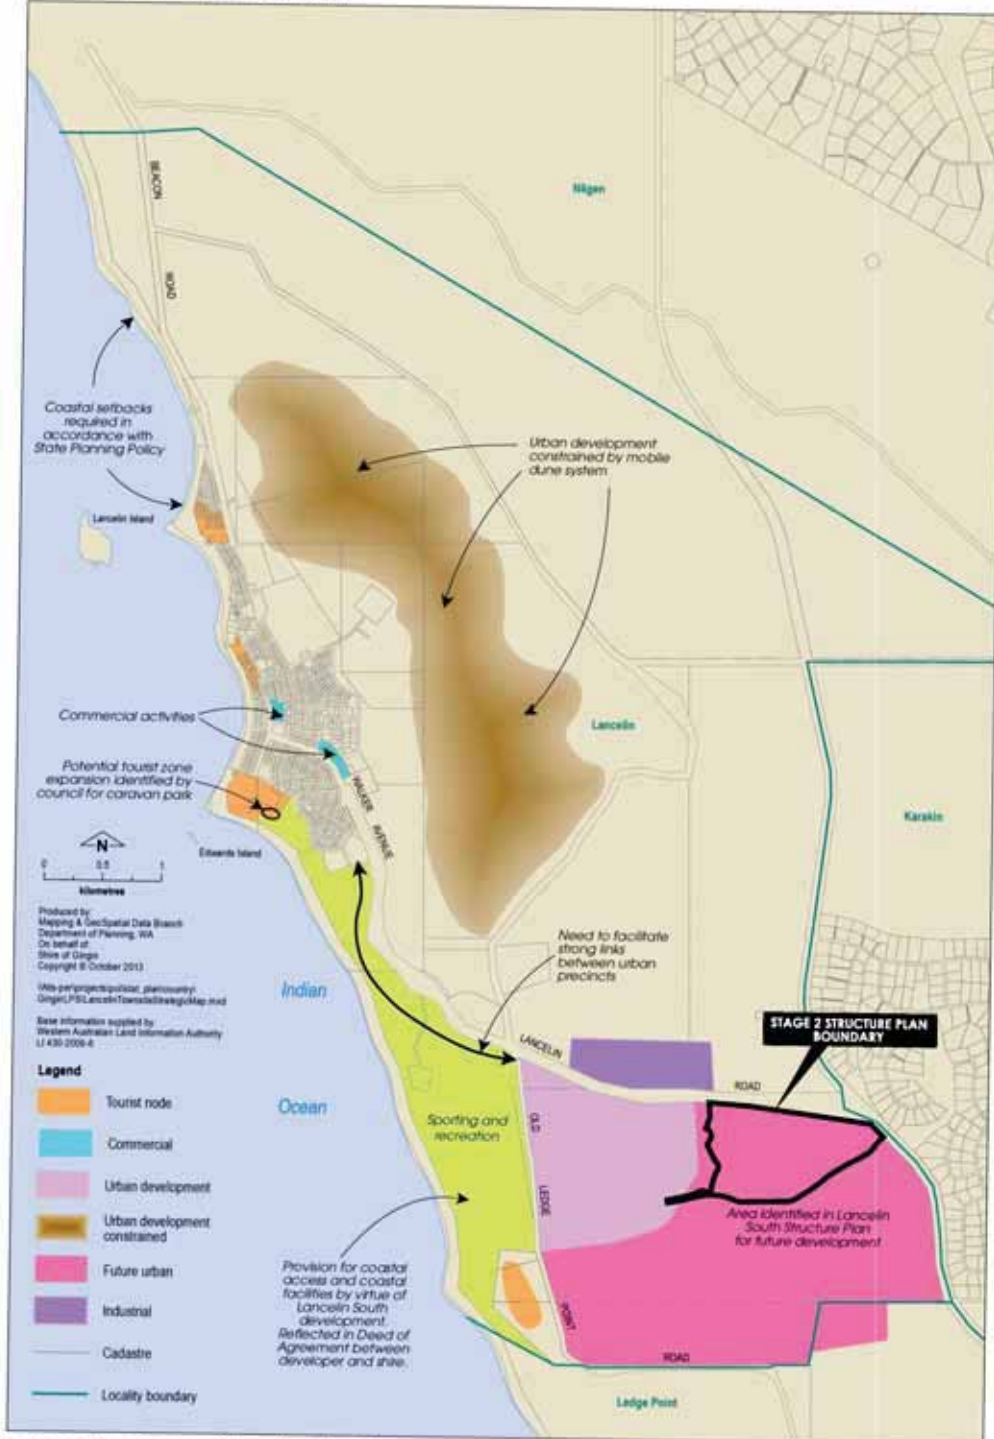 BEACON
ROAD
Nilgen
Coastal setbacks
required in
accordance with
State Planning Policy
Urban development
constrained by mobile
dune system
Lancelin Island
Lancelin
Commercial activities
Potential tourist zone
expansion identified by
council for caravan park
WALKER AVENUE
Karakin
N
0 0.5 1
kilometres
Edwards Island
Produced by:
Mapping & GeoSpatial Data Branch
Department of Planning, WA
On behalf of:
Shire of Gingin
Copyright © October 2013
Base information supplied by:
Western Australian Land Information Authority
LI 430-2009-6
Need to facilitate
strong links
between urban
precincts
Indian
Ocean
LANCELIN
ROAD
STAGE 2 STRUCTURE PLAN
BOUNDARY
Legend
Tourist node
Commercial
Urban development
Urban development
constrained
Future urban
Industrial
Cadastre
Locality boundary
Sporting and
recreation
OLD
LEDGE
POINT
ROAD
Area identified in Lancelin
South Structure Plan
for future development
Provision for coastal
access and coastal
facilities by virtue of
Lancelin South
development.
Reflected in Deed of
Agreement between
developer and shire.
Ledge Point